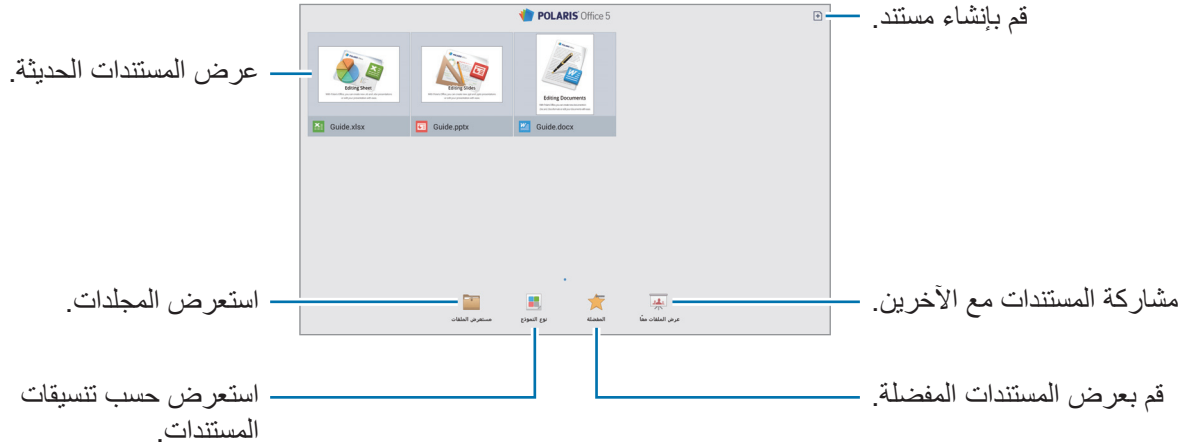 POLARIS Office 5
قم بإنشاء مستند.
عرض المستندات الحديثة.
Editing Sheet
Editing Slides
Editing Documents
Guide.xlsx
Guide.pptx
Guide.docx
مشاركة المستندات مع الآخرين.
استعرض المجلدات.
عرض الملفات معًا
المفضلة
نوع النموذج
مستعرض الملفات
قم بعرض المستندات المفضلة.
استعرض حسب تنسيقات
المستندات.